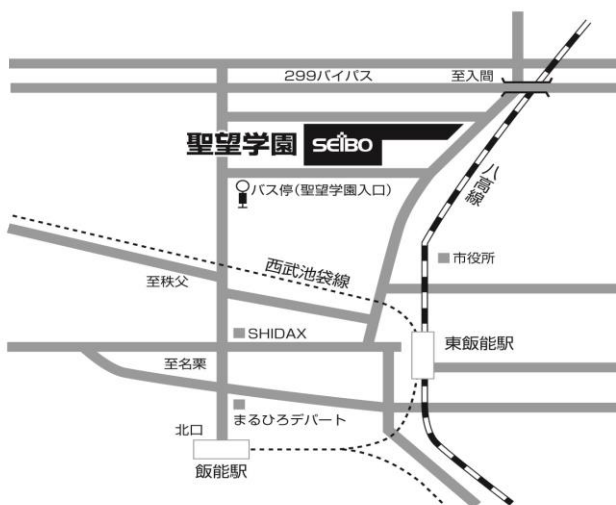 299バイパス
至入間
聖望学園
SEIBO
バス停(聖望学園入口)
八高線
市役所
西武池袋線
至秩父
SHIDAX
東飯能駅
至名栗
まるひろデパート
北口
飯能駅